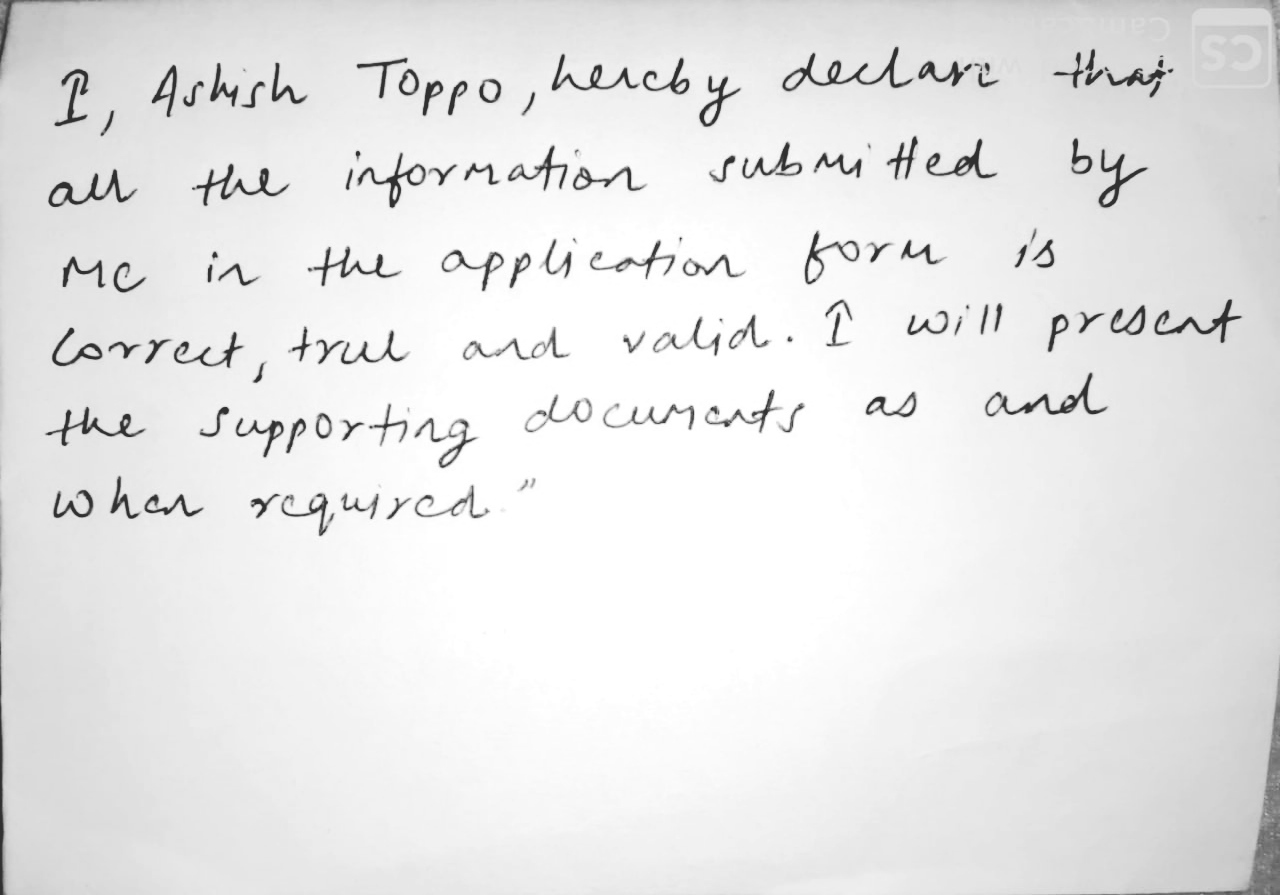 I, Ashish Toppo, hereby declare that
all the information submitted by
me in the application form is
correct, true and valid. I will present
the supporting documents as and
when required."
CS